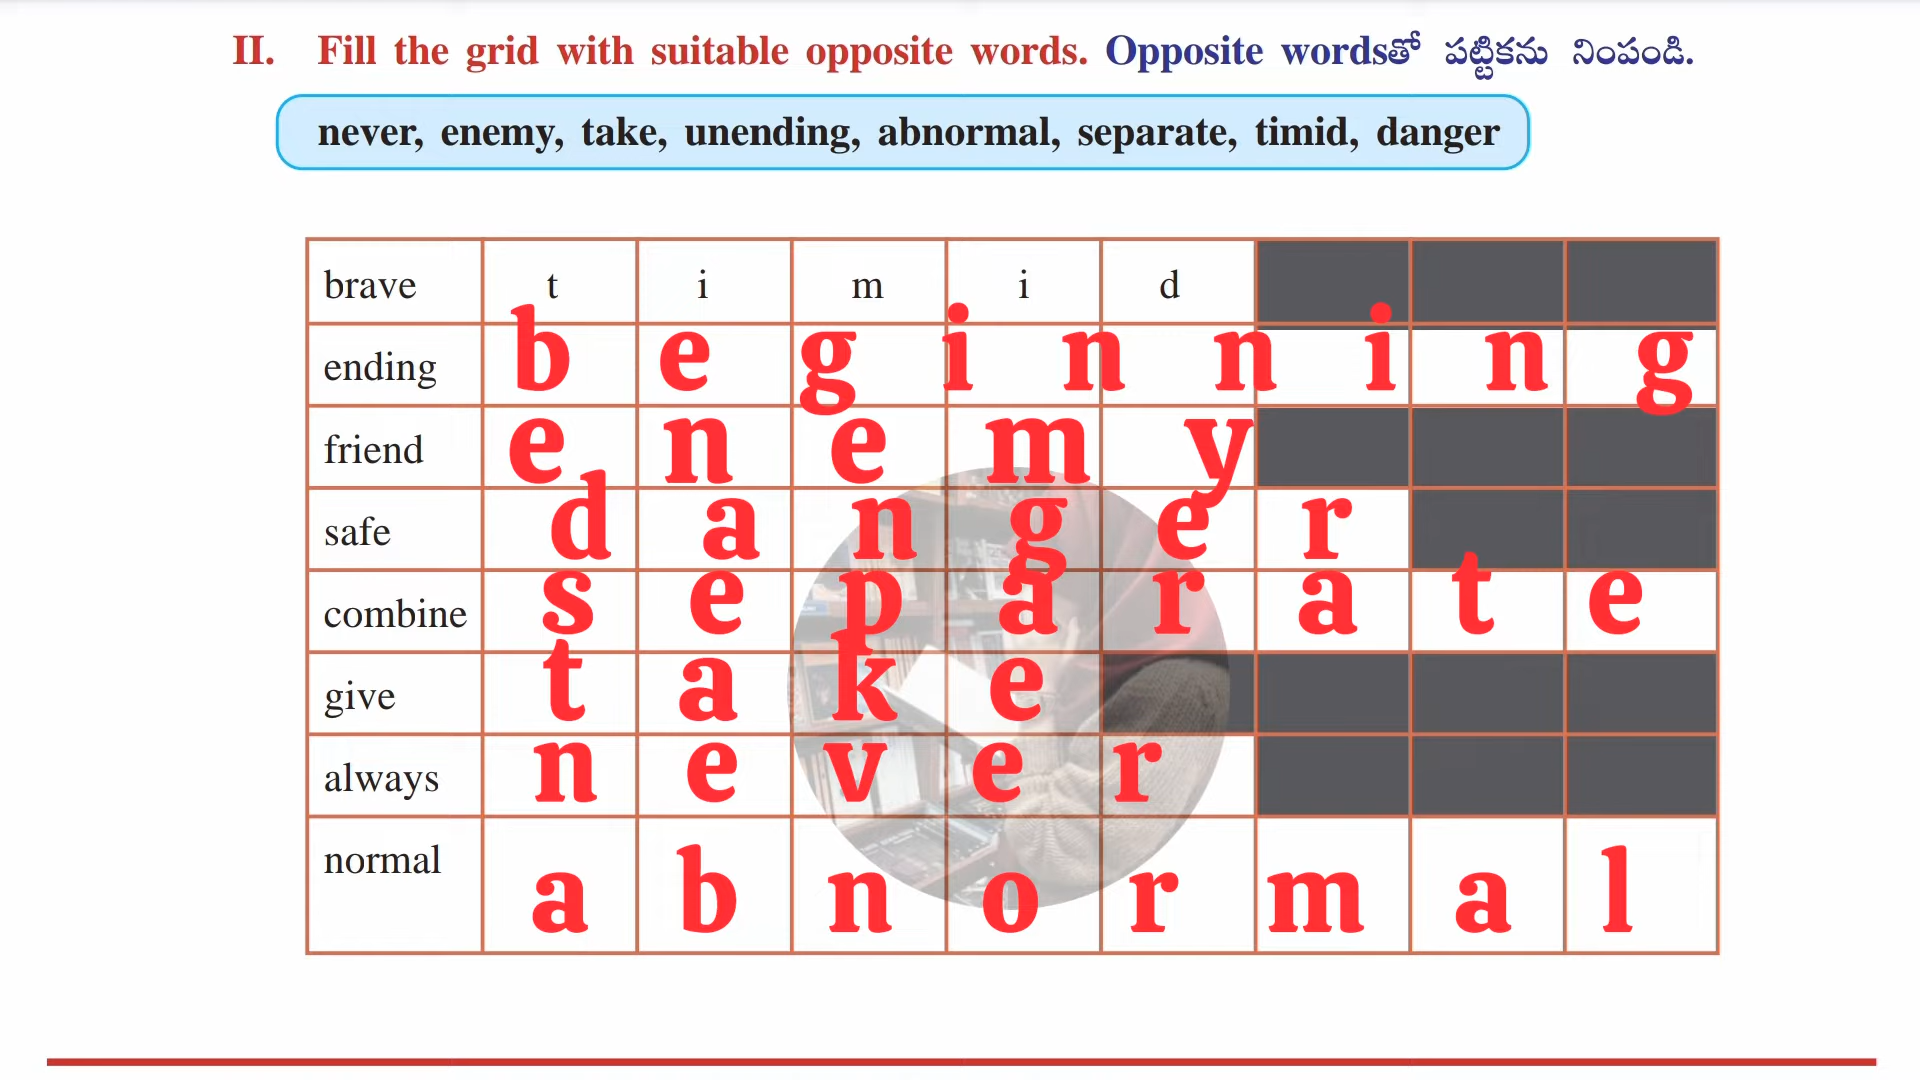 II. Fill the grid with suitable opposite words. Opposite wordsతో పట్టికను నింపండి.
never, enemy, take, unending, abnormal, separate, timid, danger
brave t i m i d
ending b e g i n n i n g
friend e n e m y
safe d a n g e r
combine s e p a r a t e
give t a k e
always n e v e r
normal a b n o r m a l